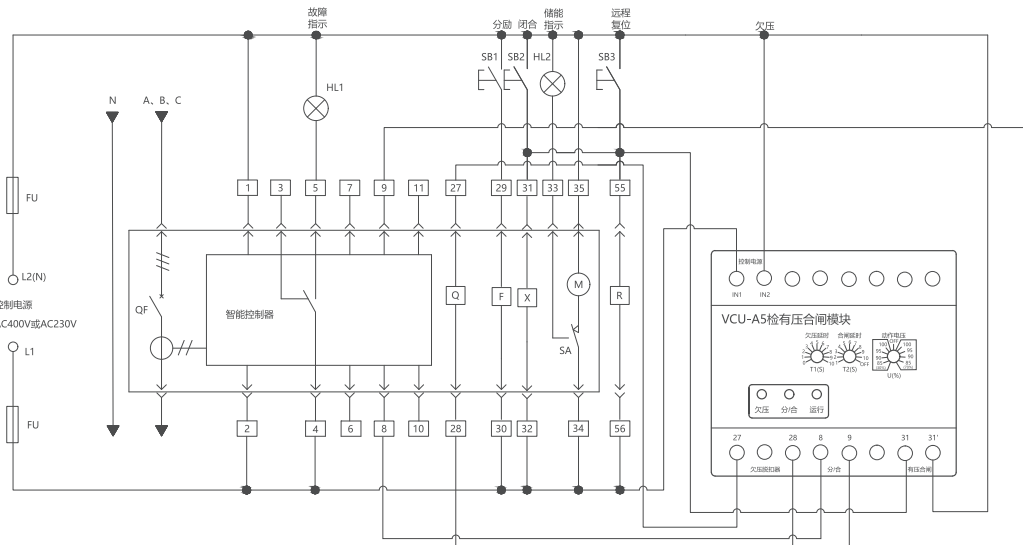 故障
指示
分励
闭合
储能
指示
远程
复位
欠压
SB1
SB2
HL2
SB3
HL1
N
A、B、C
FU
1
3
5
7
9
11
27
29
31
33
35
55
L2(N)
控制电源
AC400V或AC230V
L1
QF
智能控制器
Q
F
X
M
R
SA
FU
2
4
6
8
10
28
30
32
34
56
控制电源
IN1
IN2
VCU-A5检有压合闸模块
欠压延时
合闸延时
动作电压
T1(S)
T2(S)
U(%)
欠压
分/合
运行
27
28
8
9
31
31'
欠压脱扣器
分/合
有压合闸